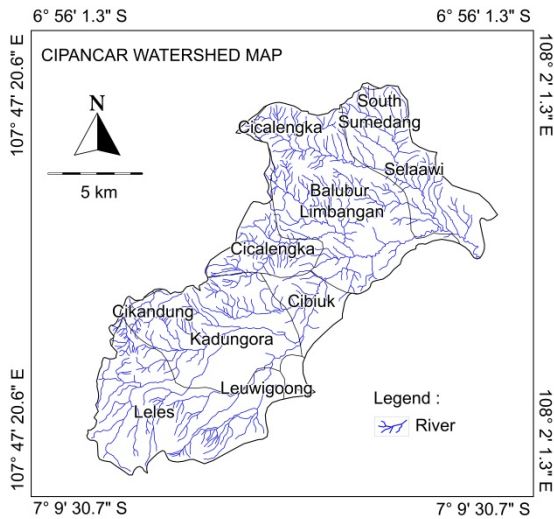 6° 56' 1.3" S
6° 56' 1.3" S
107° 47' 20.6" E
108° 2' 1.3" E
CIPANCAR WATERSHED MAP
N
5 km
South
Sumedang
Cicalengka
Selaawi
Balubur
Limbangan
Cicalengka
Cibiuk
Cikandung
Kadungora
Leuwigoong
Leles
Legend :
River
107° 47' 20.6" E
108° 2' 1.3" E
7° 9' 30.7" S
7° 9' 30.7" S